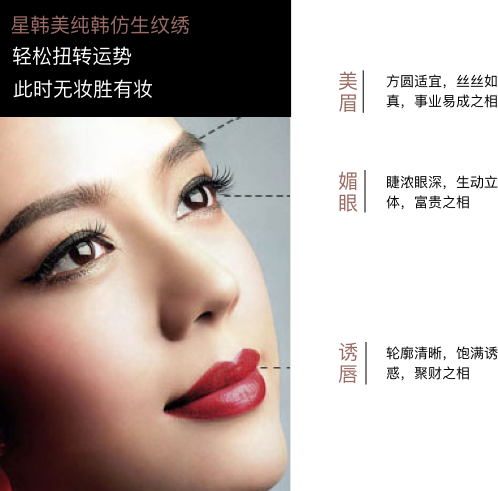 星韩美纯韩仿生纹绣
轻松扭转运势
此时无妆胜有妆
美眉
方圆适宜，丝丝如
真，事业易成之相
媚眼
睫浓眼深，生动立
体，富贵之相
诱唇
轮廓清晰，饱满诱
惑，聚财之相